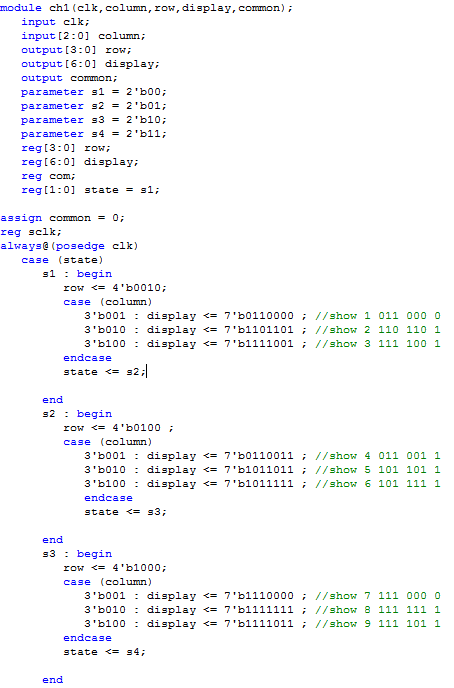 module ch1(clk,column,row,display,common);
input clk;
input[2:0] column;
output[3:0] row;
output[6:0] display;
output common;
parameter s1 = 2'b00;
parameter s2 = 2'b01;
parameter s3 = 2'b10;
parameter s4 = 2'b11;
reg[3:0] row;
reg[6:0] display;
reg com;
reg[1:0] state = s1;
assign common = 0;
reg sclk;
always@(posedge clk)
case (state)
s1 : begin
row <= 4'b0010;
case (column)
3'b001 : display <= 7'b0110000 ; //show 1 011 000 0
3'b010 : display <= 7'b1101101 ; //show 2 110 110 1
3'b100 : display <= 7'b1111001 ; //show 3 111 100 1
endcase
state <= s2;
end
s2 : begin
row <= 4'b0100 ;
case (column)
3'b001 : display <= 7'b0110011 ; //show 4 011 001 1
3'b010 : display <= 7'b1011011 ; //show 5 101 101 1
3'b100 : display <= 7'b1011111 ; //show 6 101 111 1
endcase
state <= s3;
end
s3 : begin
row <= 4'b1000;
case (column)
3'b001 : display <= 7'b1110000 ; //show 7 111 000 0
3'b010 : display <= 7'b1111111 ; //show 8 111 111 1
3'b100 : display <= 7'b1111011 ; //show 9 111 101 1
endcase
state <= s4;
end